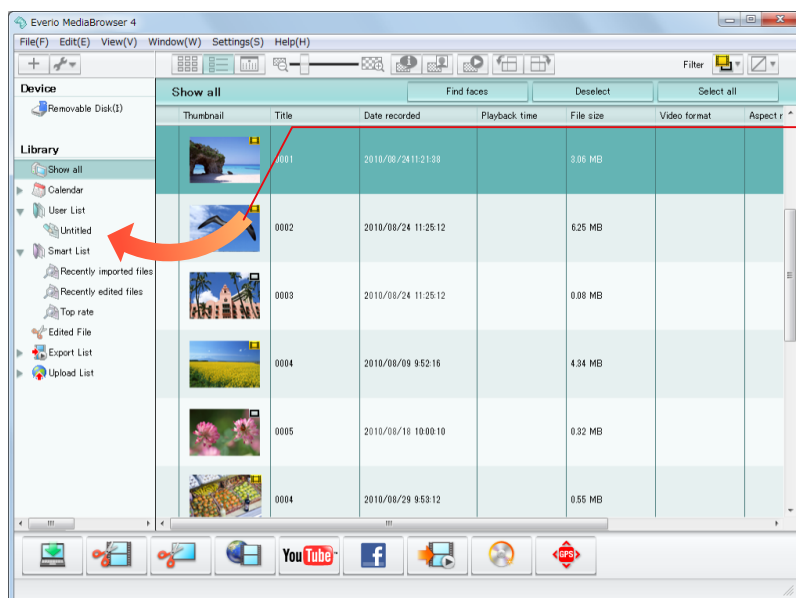 Everio MediaBrowser 4
File(F) Edit(E) View(V) Window(W) Settings(S) Help(H)
Filter
Device
Removable Disk(I)
Library
Show all
Calendar
User List
Untitled
Smart List
Recently imported files
Recently edited files
Top rate
Edited File
Export List
Upload List
Show all Find faces Deselect Select all
Thumbnail Title Date recorded Playback time File size Video format Aspect r
0001 2010/08/24 11:21:38 3.06 MB
0002 2010/08/24 11:25:12 6.25 MB
0003 2010/08/24 11:25:12 0.08 MB
0004 2010/08/09 9:52:16 4.34 MB
0005 2010/08/18 10:00:10 0.32 MB
0004 2010/08/29 9:53:12 0.55 MB
YouTube f GPS